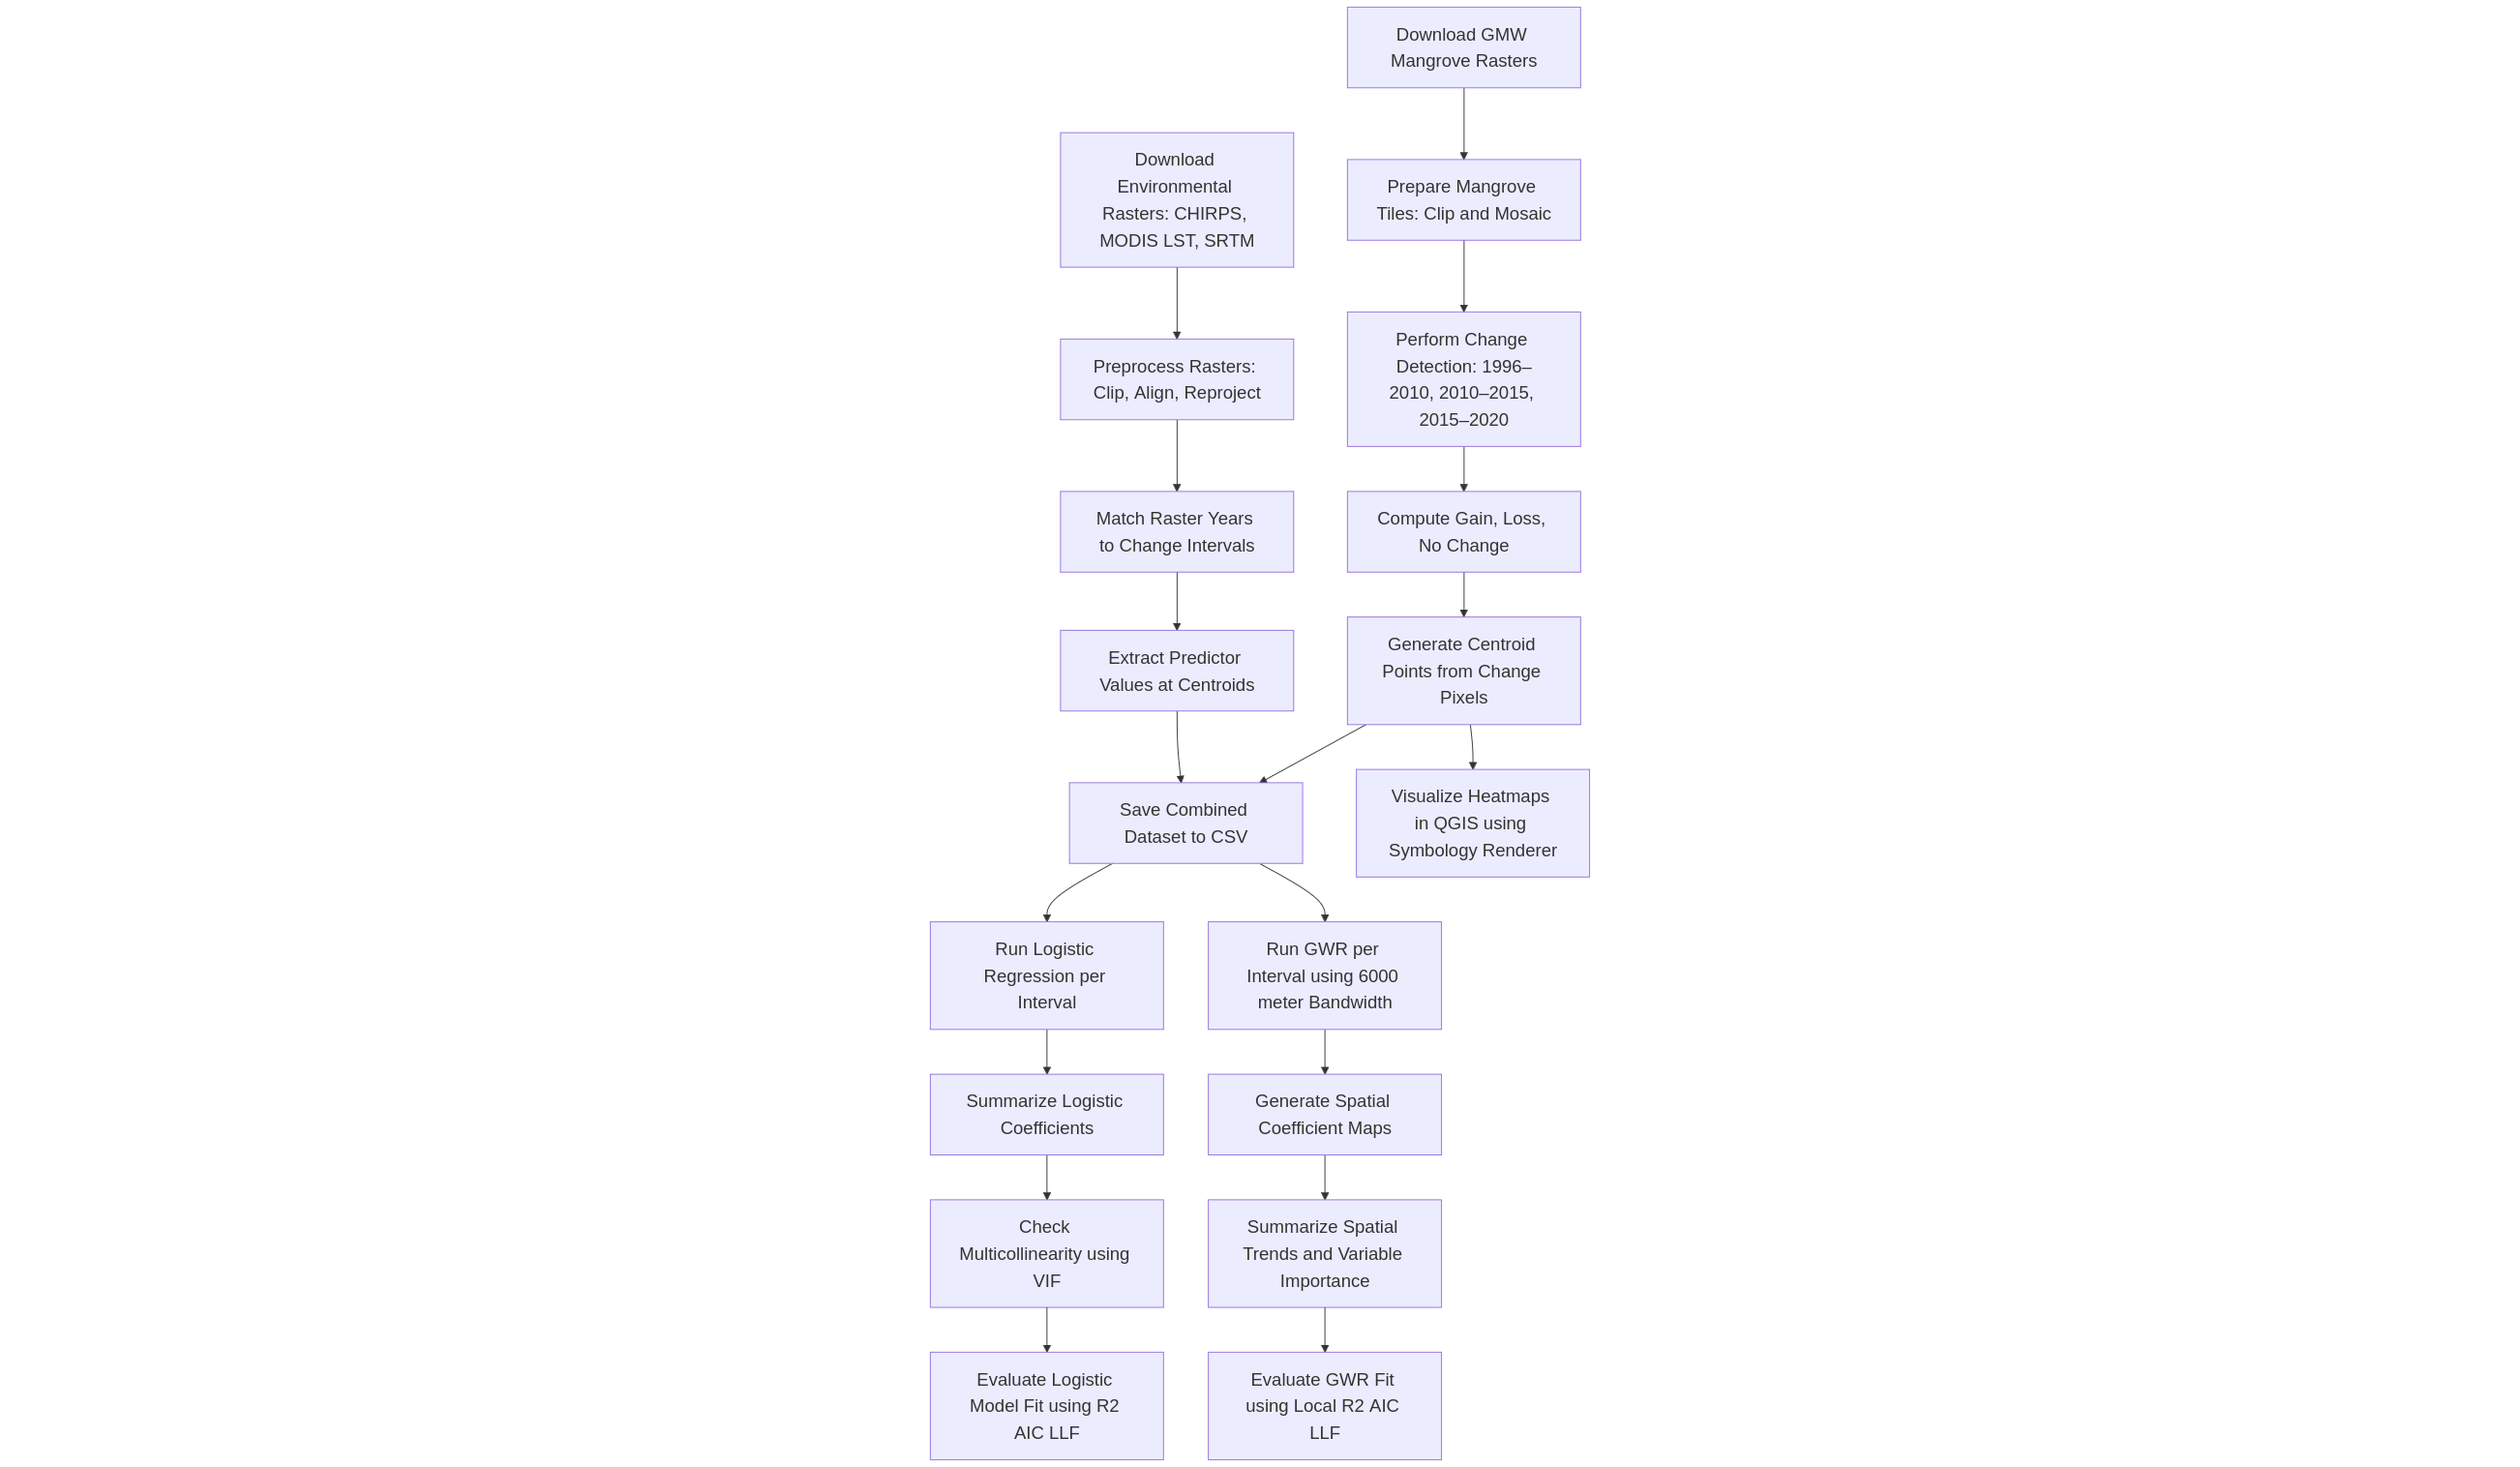 Download GMW
Mangrove Rasters
Download
Environmental
Rasters: CHIRPS,
MODIS LST, SRTM
Prepare Mangrove
Tiles: Clip and Mosaic
Preprocess Rasters:
Clip, Align, Reproject
Perform Change
Detection: 1996–
2010, 2010–2015,
2015–2020
Match Raster Years
to Change Intervals
Compute Gain, Loss,
No Change
Extract Predictor
Values at Centroids
Generate Centroid
Points from Change
Pixels
Save Combined
Dataset to CSV
Visualize Heatmaps
in QGIS using
Symbology Renderer
Run Logistic
Regression per
Interval
Run GWR per
Interval using 6000
meter Bandwidth
Summarize Logistic
Coefficients
Generate Spatial
Coefficient Maps
Check
Multicollinearity using
VIF
Summarize Spatial
Trends and Variable
Importance
Evaluate Logistic
Model Fit using R2
AIC LLF
Evaluate GWR Fit
using Local R2 AIC
LLF